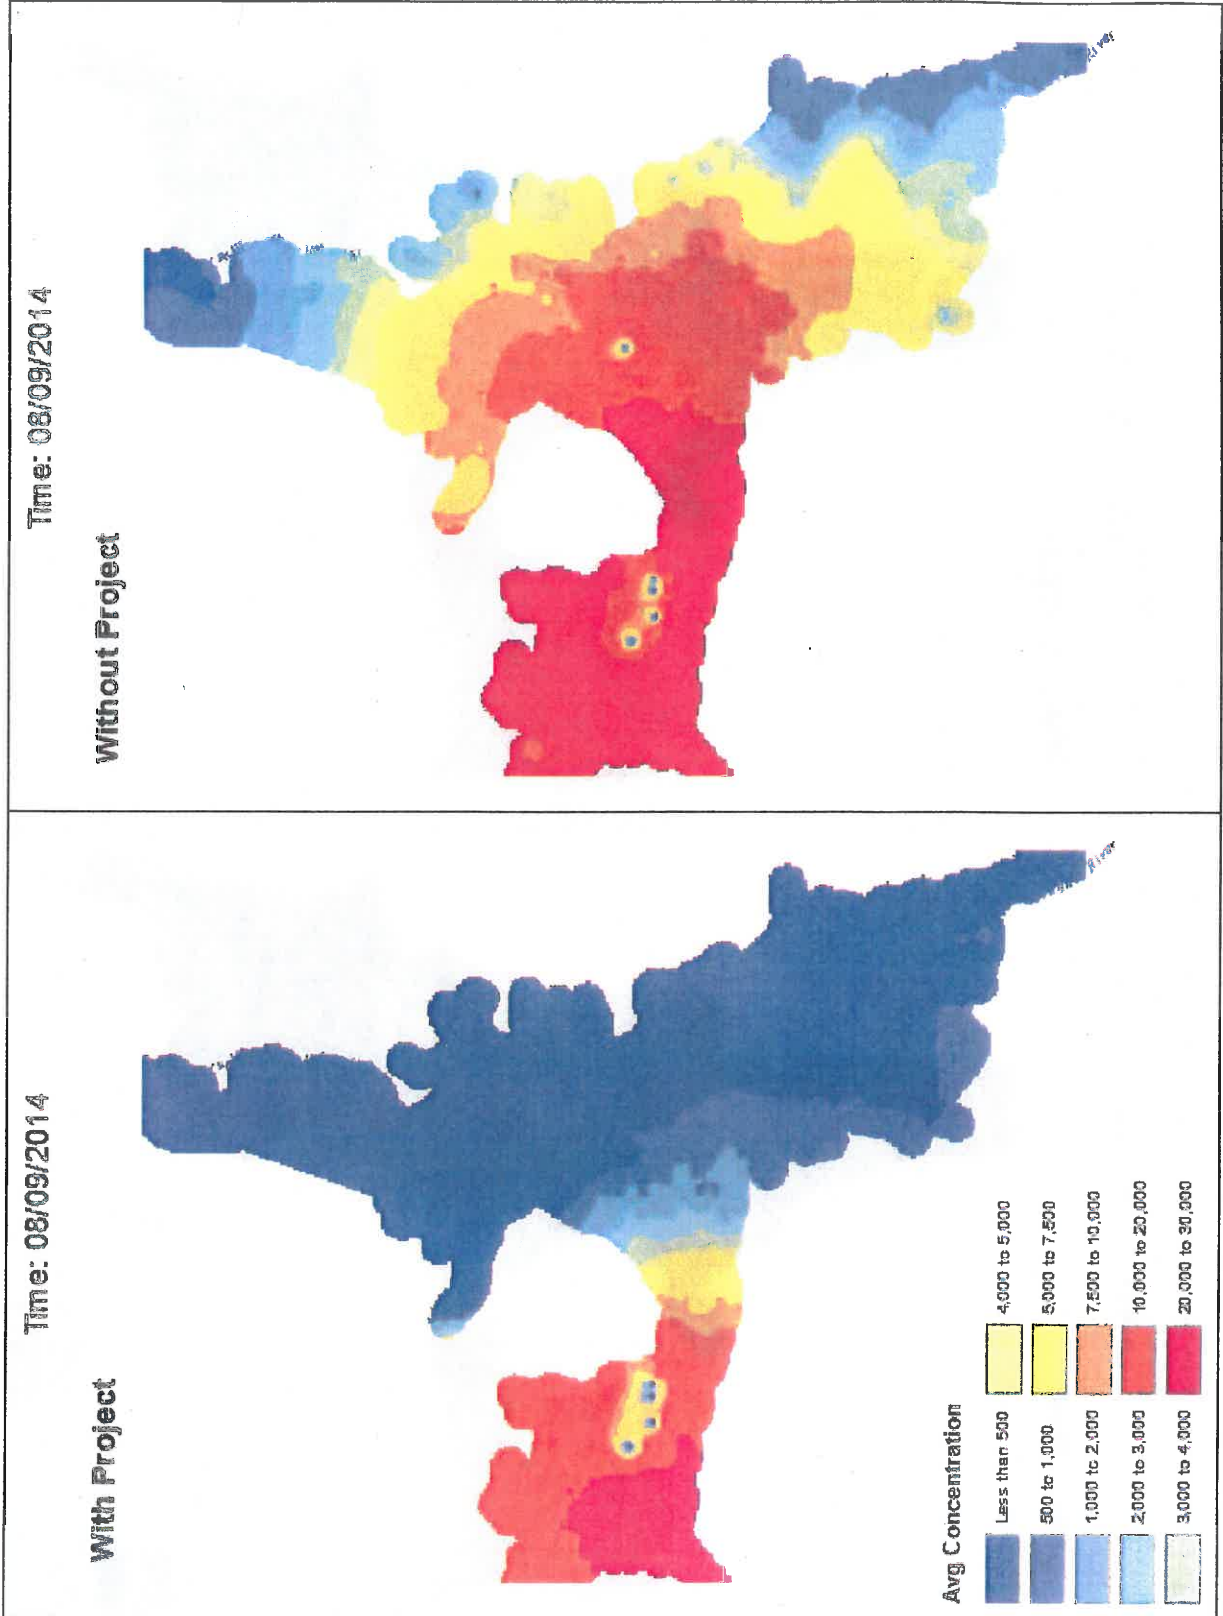 Time: 08/09/2014
With Project
River
Avg Concentration
Less than 500
500 to 1,000
1,000 to 2,000
2,000 to 3,000
3,000 to 4,000
4,000 to 5,000
5,000 to 7,500
7,500 to 10,000
10,000 to 20,000
20,000 to 30,000
Time: 08/09/2014
Without Project
River